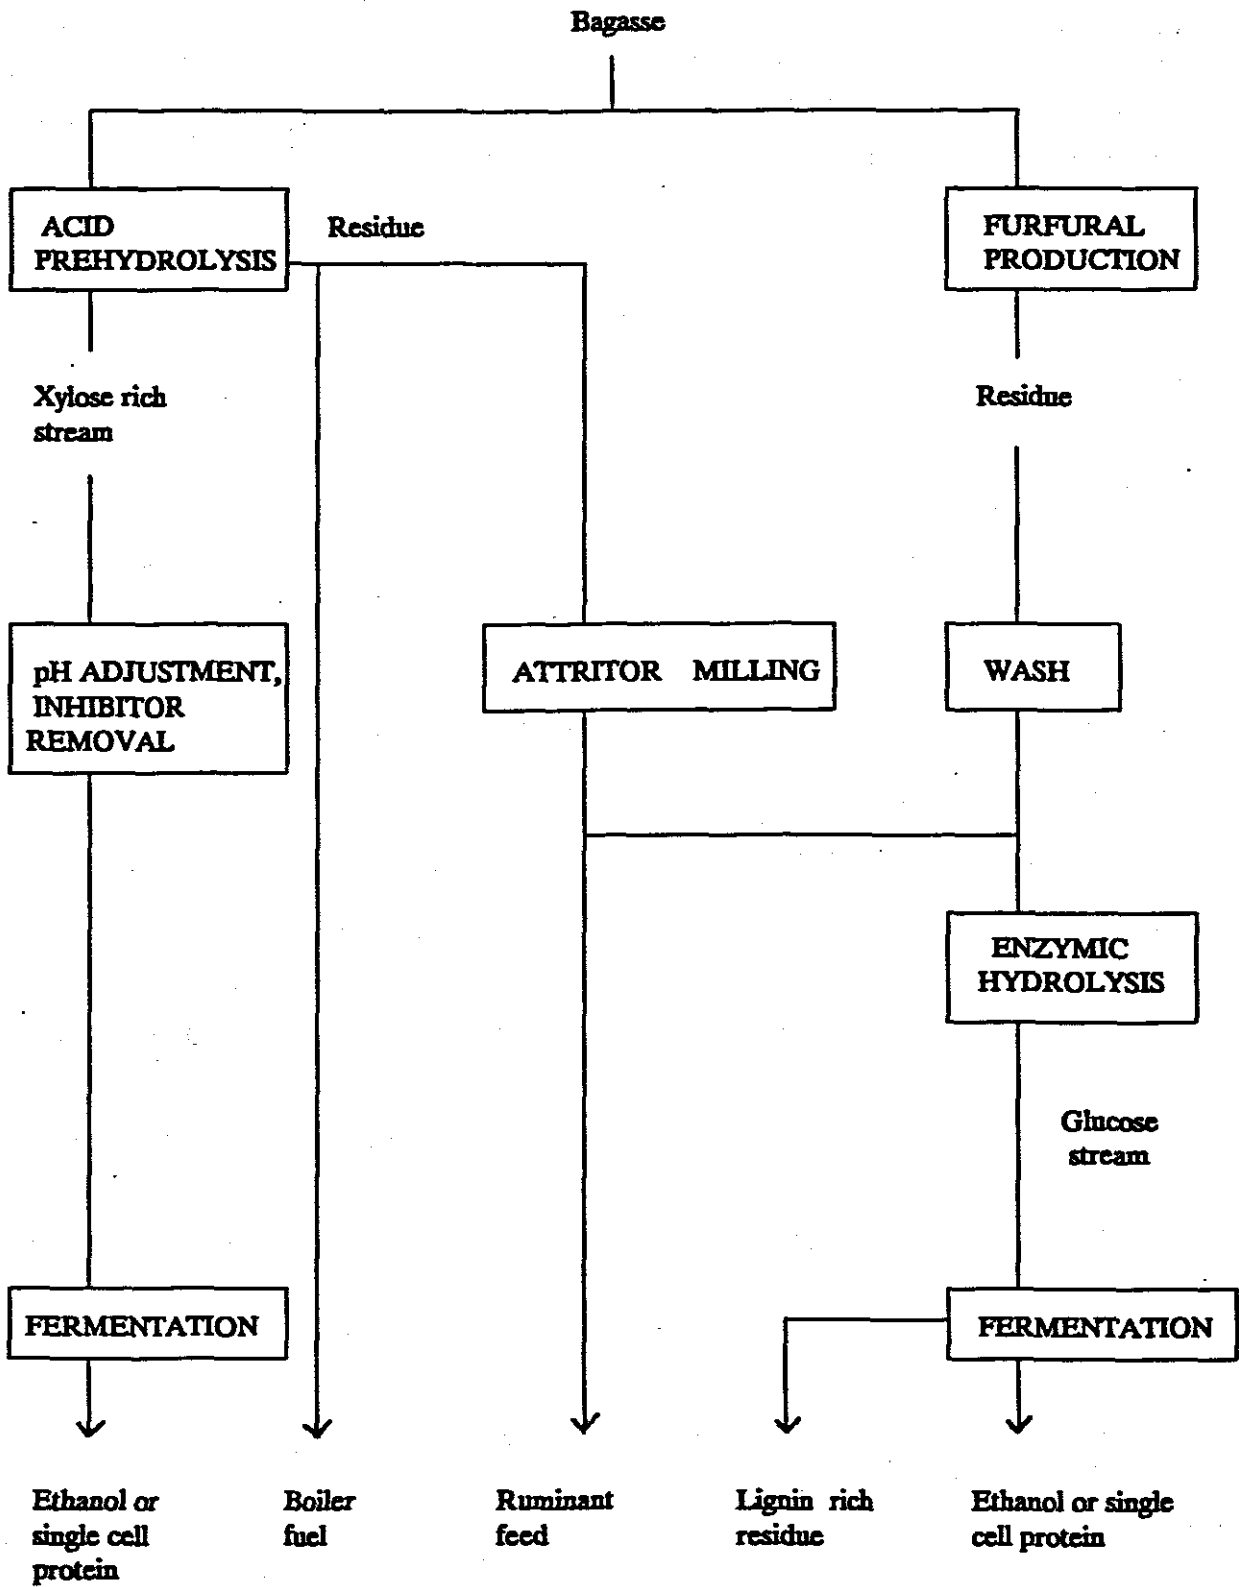 Bagasse
ACID
PREHYDROLYSIS
Residue
FURFURAL
PRODUCTION
Xylose rich
stream
Residue
pH ADJUSTMENT,
INHIBITOR
REMOVAL
ATTRITOR MILLING
WASH
ENZYMIC
HYDROLYSIS
Glucose
stream
FERMENTATION
FERMENTATION
Ethanol or
single cell
protein
Boiler
fuel
Ruminant
feed
Lignin rich
residue
Ethanol or single
cell protein